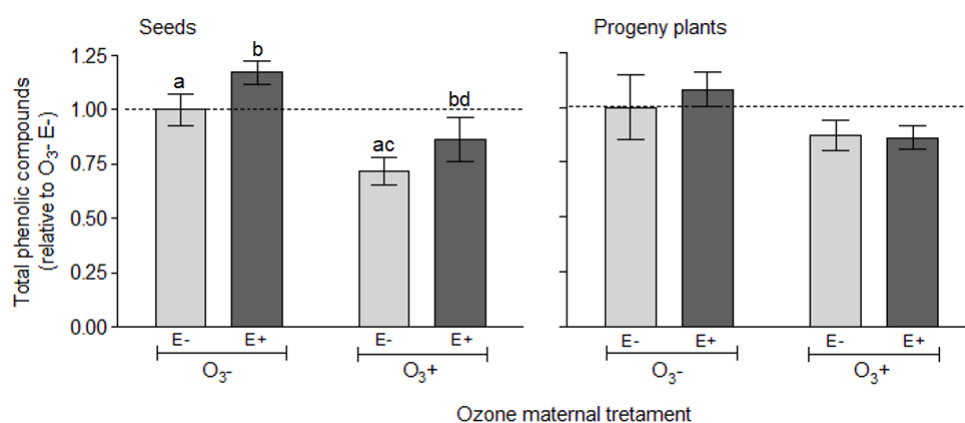 Seeds
Progeny plants
Total phenolic compounds
(relative to O₃- E-)
1.25
1.00
0.75
0.50
0.25
0.00
a
b
ac
bd
E-
E+
E-
E+
E-
E+
E-
E+
O₃-
O₃+
O₃-
O₃+
Ozone maternal tretament